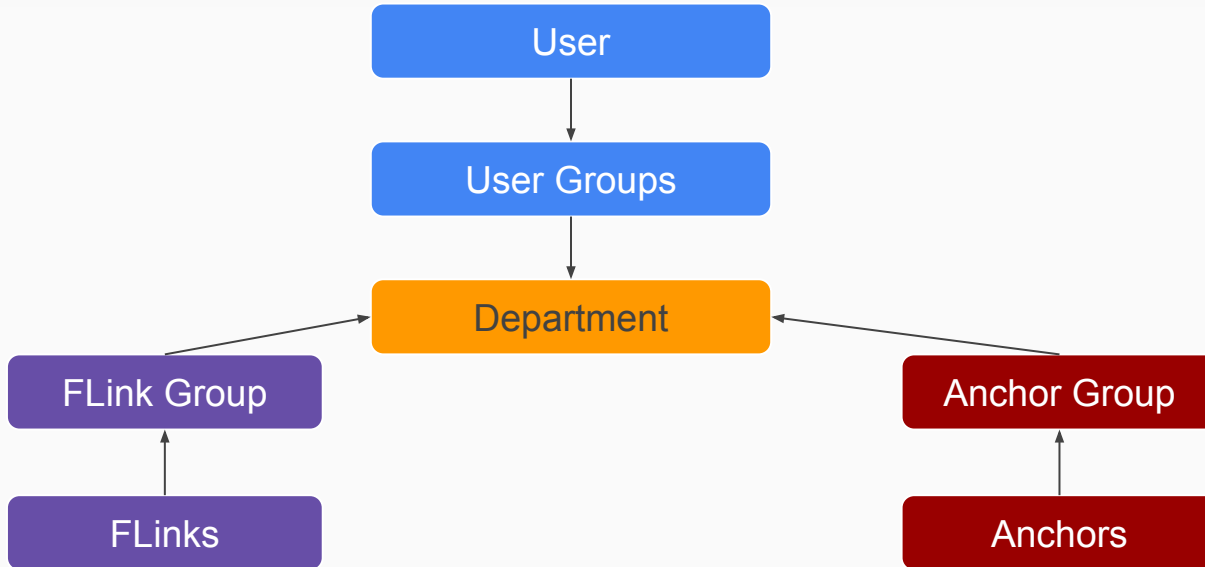 User
User Groups
Department
FLink Group
Anchor Group
FLinks
Anchors